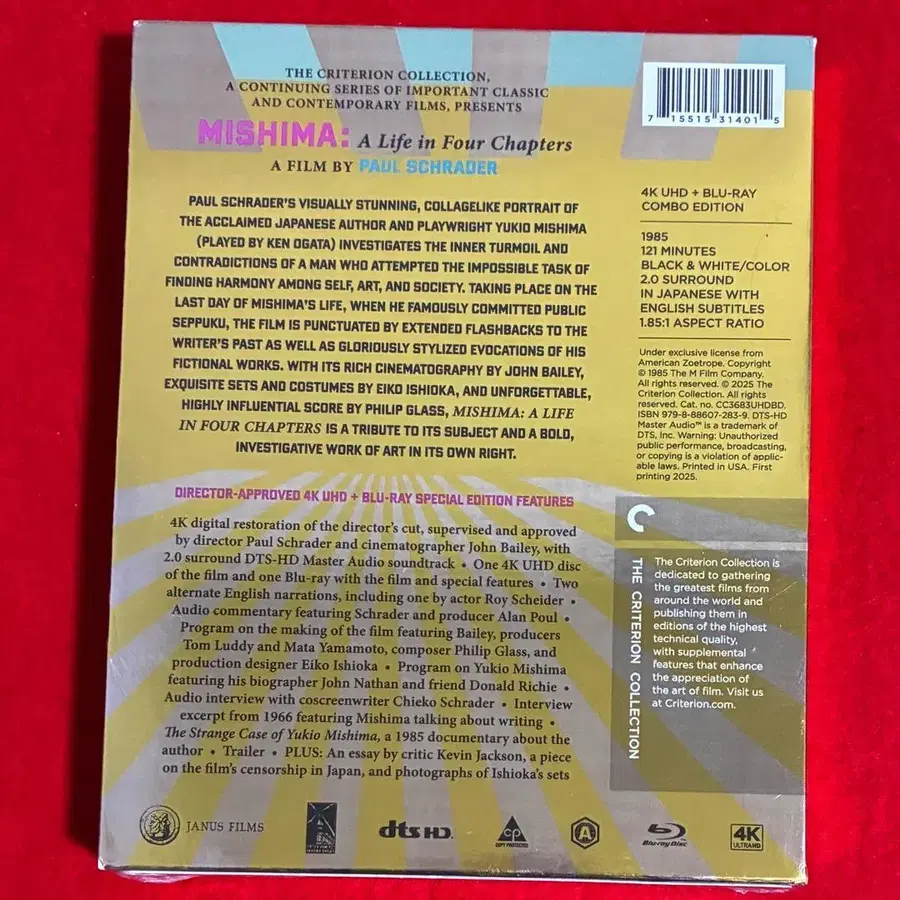 THE CRITERION COLLECTION,
A CONTINUING SERIES OF IMPORTANT CLASSIC
AND CONTEMPORARY FILMS, PRESENTS
MISHIMA: A Life in Four Chapters
A FILM BY PAUL SCHRADER
PAUL SCHRADER'S VISUALLY STUNNING, COLLAGELIKE PORTRAIT OF
THE ACCLAIMED JAPANESE AUTHOR AND PLAYWRIGHT YUKIO MISHIMA
(PLAYED BY KEN OGATA) INVESTIGATES THE INNER TURMOIL AND
CONTRADICTIONS OF A MAN WHO ATTEMPTED THE IMPOSSIBLE TASK OF
FINDING HARMONY AMONG SELF, ART, AND SOCIETY. TAKING PLACE ON THE
LAST DAY OF MISHIMA'S LIFE, WHEN HE FAMOUSLY COMMITTED PUBLIC
SEPPUKU, THE FILM IS PUNCTUATED BY EXTENDED FLASHBACKS TO THE
WRITER'S PAST AS WELL AS GLORIOUSLY STYLIZED EVOCATIONS OF HIS
FICTIONAL WORKS. WITH ITS RICH CINEMATOGRAPHY BY JOHN BAILEY,
EXQUISITE SETS AND COSTUMES BY EIKO ISHIOKA, AND UNFORGETTABLE,
HIGHLY INFLUENTIAL SCORE BY PHILIP GLASS, MISHIMA: A LIFE
IN FOUR CHAPTERS IS A TRIBUTE TO ITS SUBJECT AND A BOLD,
INVESTIGATIVE WORK OF ART IN ITS OWN RIGHT.
DIRECTOR-APPROVED 4K UHD + BLU-RAY SPECIAL EDITION FEATURES
4K digital restoration of the director's cut, supervised and approved
by director Paul Schrader and cinematographer John Bailey, with
2.0 surround DTS-HD Master Audio soundtrack • One 4K UHD disc
of the film and one Blu-ray with the film and special features • Two
alternate English narrations, including one by actor Roy Scheider •
Audio commentary featuring Schrader and producer Alan Poul •
Program on the making of the film featuring Bailey, producers
Tom Luddy and Mata Yamamoto, composer Philip Glass, and
production designer Eiko Ishioka • Program on Yukio Mishima
featuring his biographer John Nathan and friend Donald Richie •
Audio interview with coscreenwriter Chieko Schrader • Interview
excerpt from 1966 featuring Mishima talking about writing •
The Strange Case of Yukio Mishima, a 1985 documentary about the
author • Trailer • PLUS: An essay by critic Kevin Jackson, a piece
on the film's censorship in Japan, and photographs of Ishioka's sets
7 15515 31401 5
4K UHD + BLU-RAY
COMBO EDITION
1985
121 MINUTES
BLACK & WHITE/COLOR
2.0 SURROUND
IN JAPANESE WITH
ENGLISH SUBTITLES
1.85:1 ASPECT RATIO
Under exclusive license from
American Zoetrope. Copyright
© 1985 The M Film Company.
All rights reserved. © 2025 The
Criterion Collection. All rights
reserved. Cat. no. CC3683UHDBD.
ISBN 979-8-88607-283-9. DTS-HD
Master Audio™ is a trademark of
DTS, Inc. Warning: Unauthorized
public performance, broadcasting,
or copying is a violation of applic-
able laws. Printed in USA. First
printing 2025.
THE CRITERION COLLECTION
The Criterion Collection is
dedicated to gathering
the greatest films from
around the world and
publishing them in
editions of the highest
technical quality,
with supplemental
features that enhance
the appreciation of
the art of film. Visit us
at Criterion.com.
JANUS FILMS
dts HD
CP
COPY PROTECTED
A
Blu-ray Disc
4K
ULTRA HD